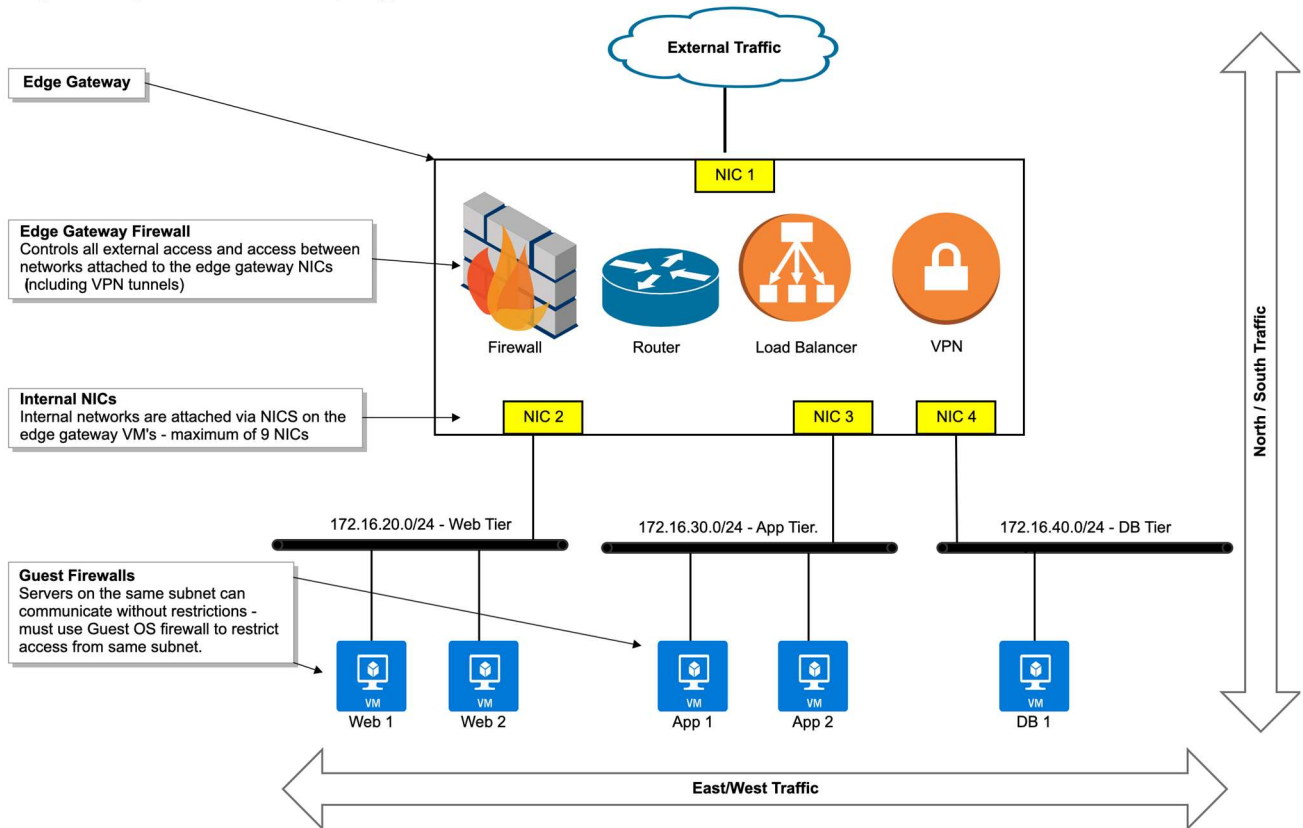 External Traffic
Edge Gateway
NIC 1
Edge Gateway Firewall
Controls all external access and access between
networks attached to the edge gateway NICs
(ncluding VPN tunnels)
Firewall
Router
Load Balancer
VPN
Internal NICs
Internal networks are attached via NICS on the
edge gateway VM's - maximum of 9 NICs
NIC 2
NIC 3
NIC 4
North / South Traffic
172.16.20.0/24 - Web Tier
172.16.30.0/24 - App Tier.
172.16.40.0/24 - DB Tier
Guest Firewalls
Servers on the same subnet can
communicate without restrictions -
must use Guest OS firewall to restrict
access from same subnet.
VM
VM
VM
VM
VM
Web 1
Web 2
App 1
App 2
DB 1
East/West Traffic